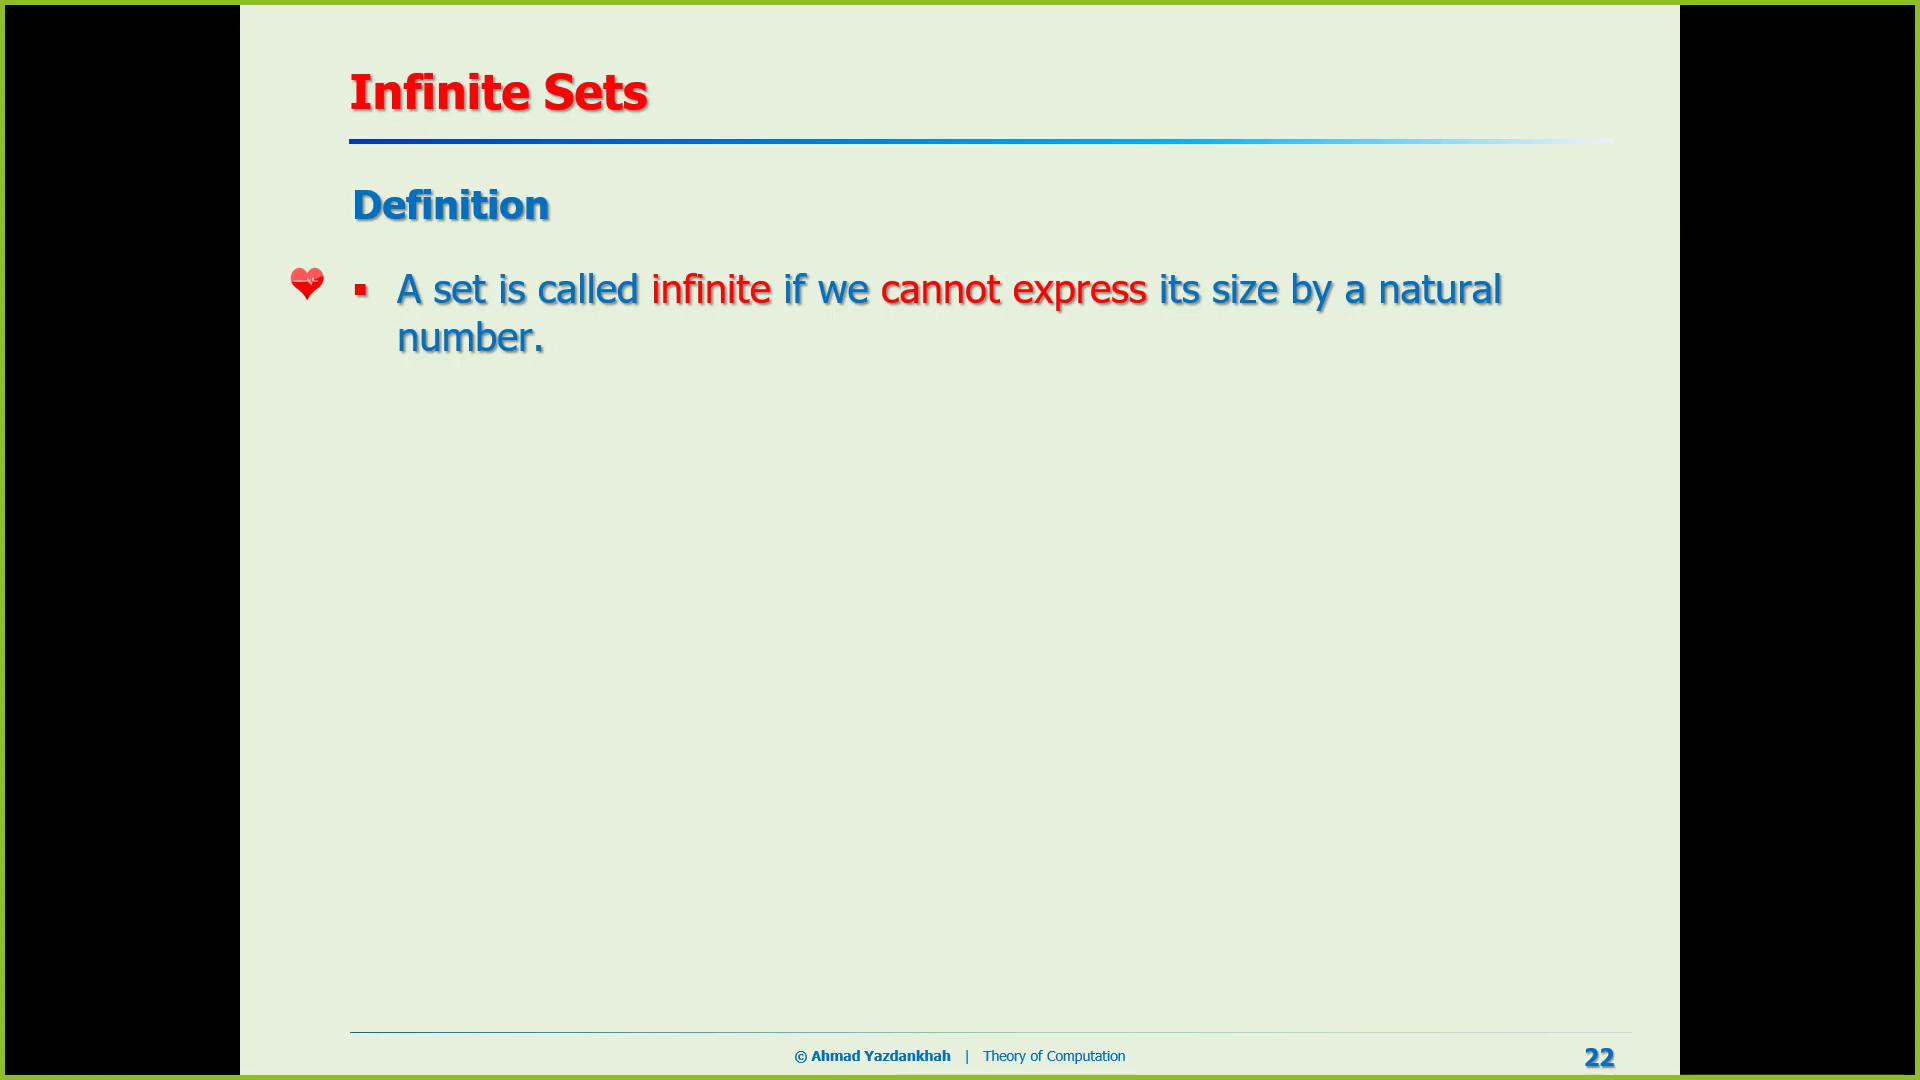 Infinite Sets
Definition
▪ A set is called infinite if we cannot express its size by a natural
number.
© Ahmad Yazdankhah | Theory of Computation
22